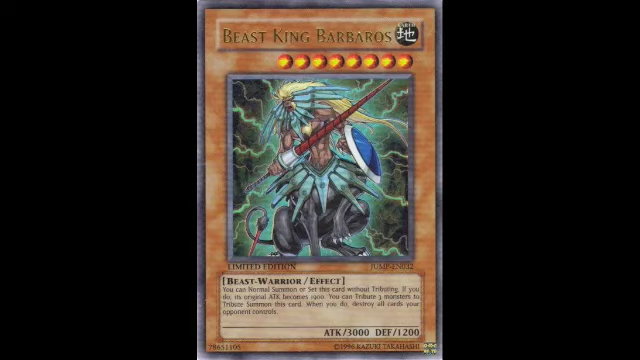 BEAST KING BARBAROS
EARTH
地
LIMITED EDITION
JUMP-EN032
[BEAST-WARRIOR/EFFECT]
You can Normal Summon or Set this card without Tributing. If you
do, its original ATK becomes 1900. You can Tribute 3 monsters to
Tribute Summon this card. When you do, destroy all cards your
opponent controls.
ATK/3000 DEF/1200
78651105
©1996 KAZUKI TAKAHASHI